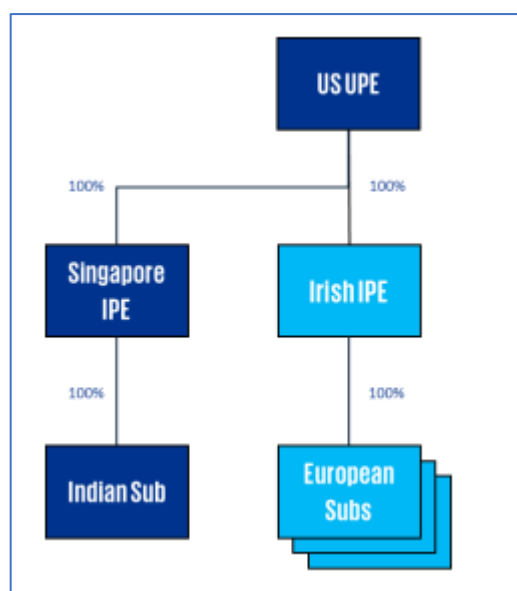 US UPE
100%
100%
Singapore
IPE
Irish IPE
100%
100%
Indian Sub
European
Subs